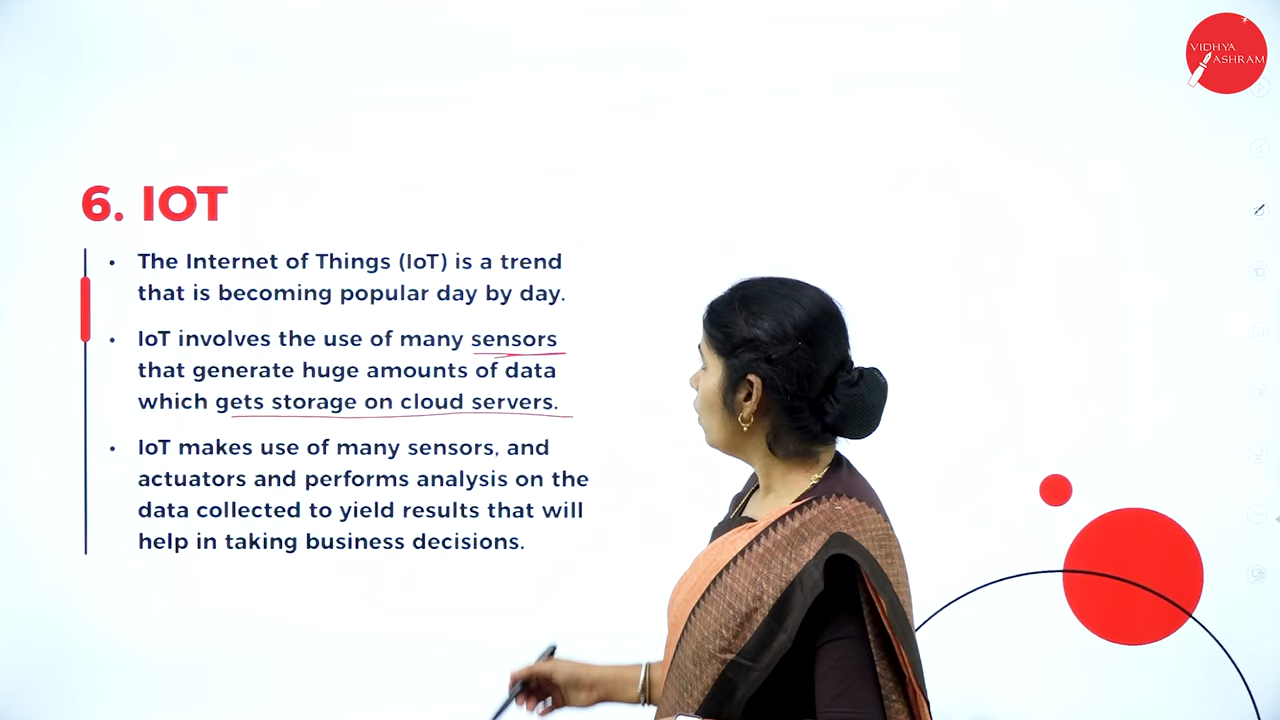 VIDHYA
ASHRAM
6. IOT
• The Internet of Things (IoT) is a trend
that is becoming popular day by day.
• IoT involves the use of many sensors
that generate huge amounts of data
which gets storage on cloud servers.
• IoT makes use of many sensors, and
actuators and performs analysis on the
data collected to yield results that will
help in taking business decisions.